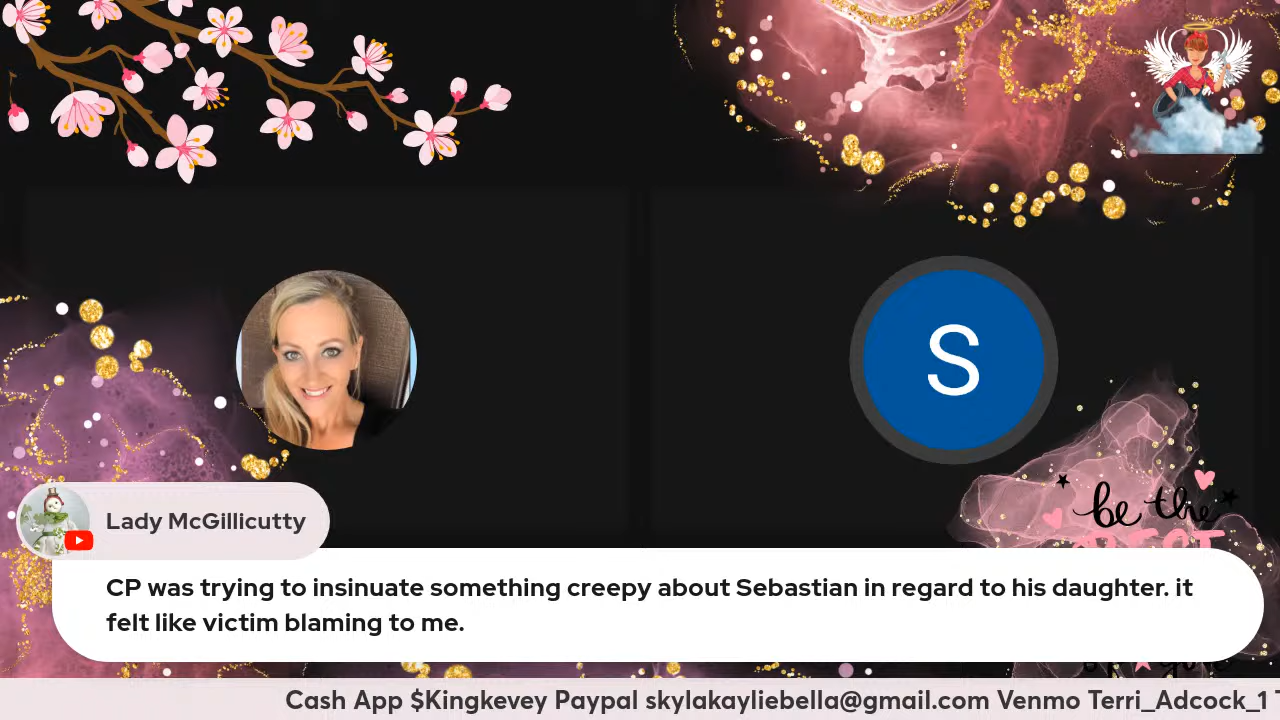 S
be the
Lady McGillicutty
CP was trying to insinuate something creepy about Sebastian in regard to his daughter. it
felt like victim blaming to me.
Cash App $Kingkevey Paypal skylakayliebella@gmail.com Venmo Terri_Adcock_1 T